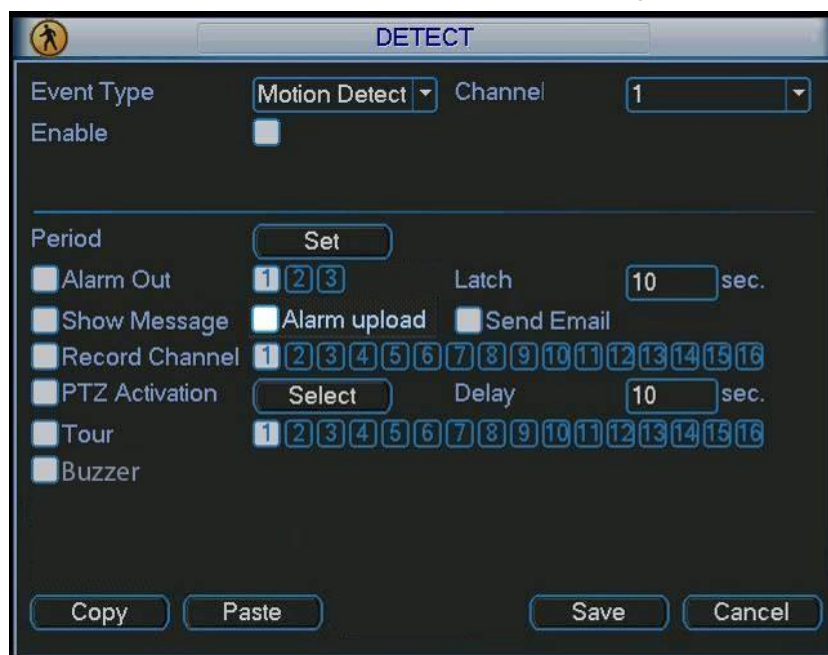 DETECT
Event Type Motion Detect Channel 1
Enable
Period Set
Alarm Out 1 2 3 Latch 10 sec.
Show Message Alarm upload Send Email
Record Channel 1 2 3 4 5 6 7 8 9 10 11 12 13 14 15 16
PTZ Activation Select Delay 10 sec.
Tour 1 2 3 4 5 6 7 8 9 10 11 12 13 14 15 16
Buzzer
Copy Paste Save Cancel